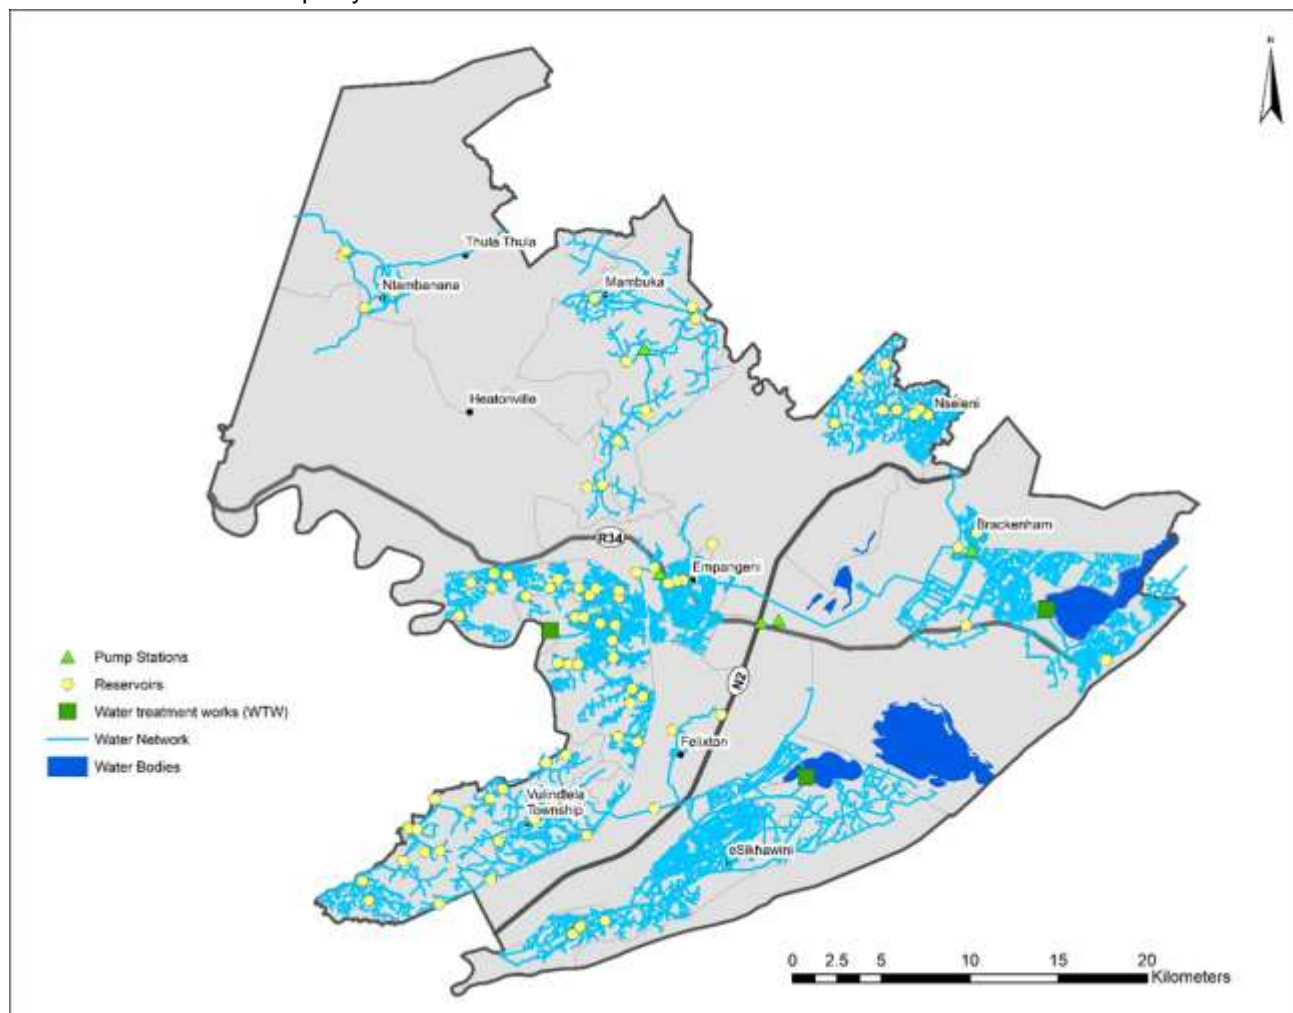 N
Thula Thula
Ntambanana
Mambuka
Heatonville
Nseleni
Brackenham
R34
Empangeni
N2
Felixton
Vulindlela
Township
eSikhawini
Pump Stations
Reservoirs
Water treatment works (WTW)
Water Network
Water Bodies
0 2.5 5 10 15 20
Kilometers